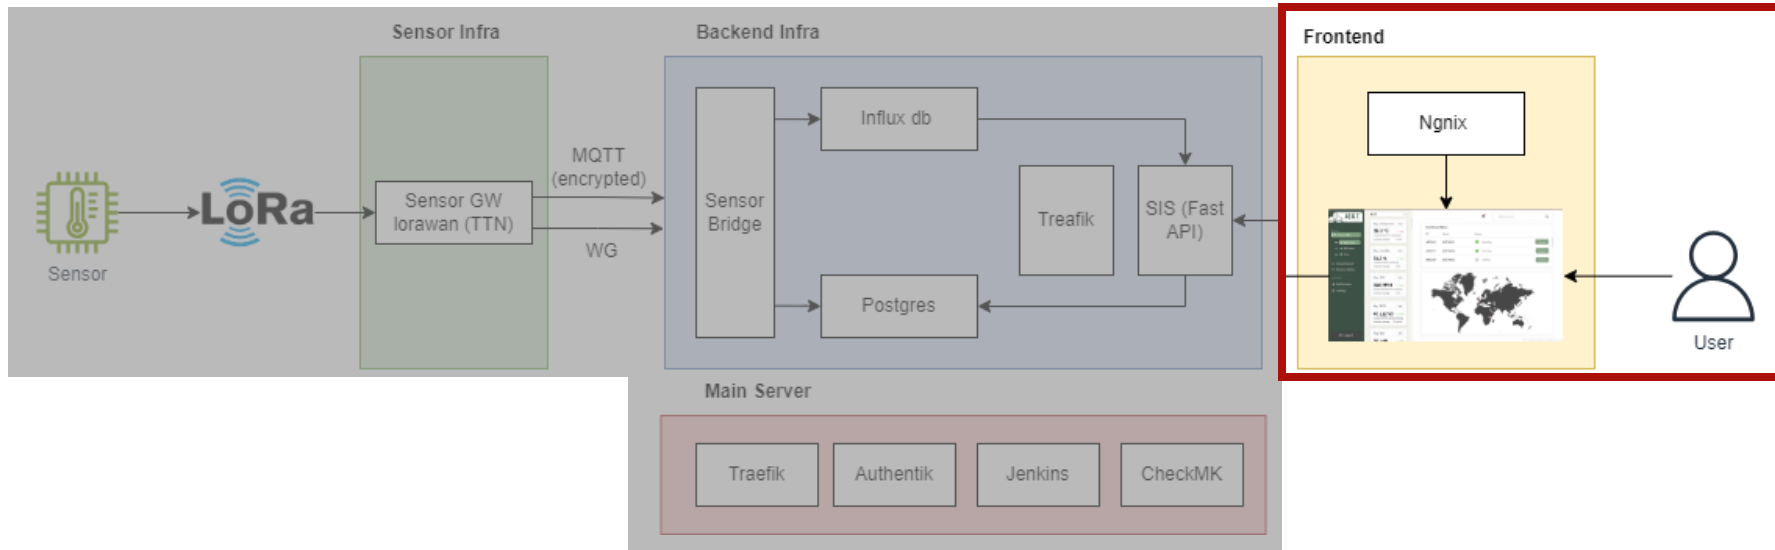 Sensor Infra
Backend Infra
Frontend
Influx db
Ngnix
MQTT
(encrypted)
Sensor GW
lorawan (TTN)
LoRa
Sensor
Bridge
Treafik
SIS (Fast
API)
WG
Sensor
Postgres
User
Main Server
Traefik
Authentik
Jenkins
CheckMK